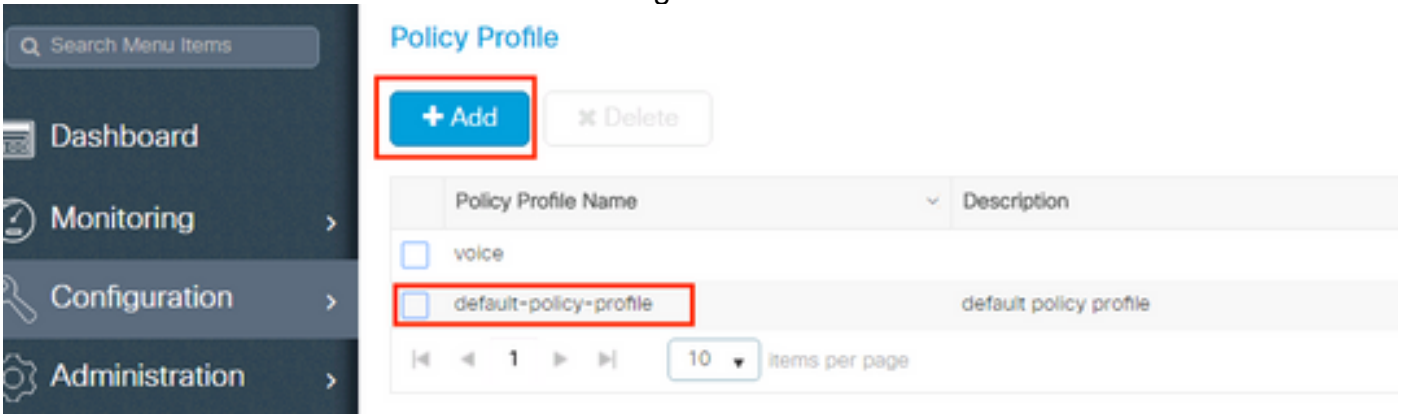 Search Menu Items
Dashboard
Monitoring
Configuration
Administration
Policy Profile
+ Add
✖ Delete
Policy Profile Name
Description
voice
default-policy-profile
default policy profile
1
10
items per page